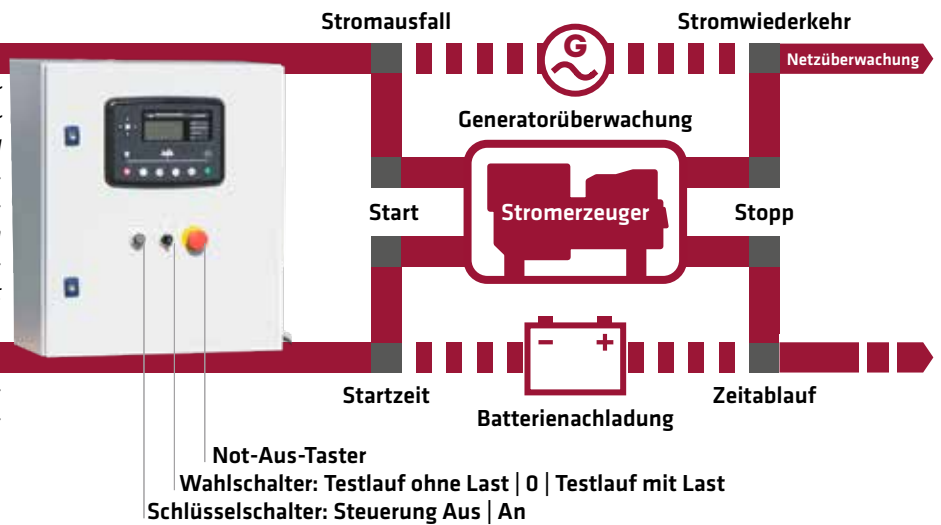 Stromausfall
Stromwiederkehr
G
Netzüberwachung
Generatorüberwachung
Start
Stromerzeuger
Stopp
Startzeit
Batterienachladung
Zeitablauf
Not-Aus-Taster
Wahlschalter: Testlauf ohne Last | 0 | Testlauf mit Last
Schlüsselschalter: Steuerung Aus | An